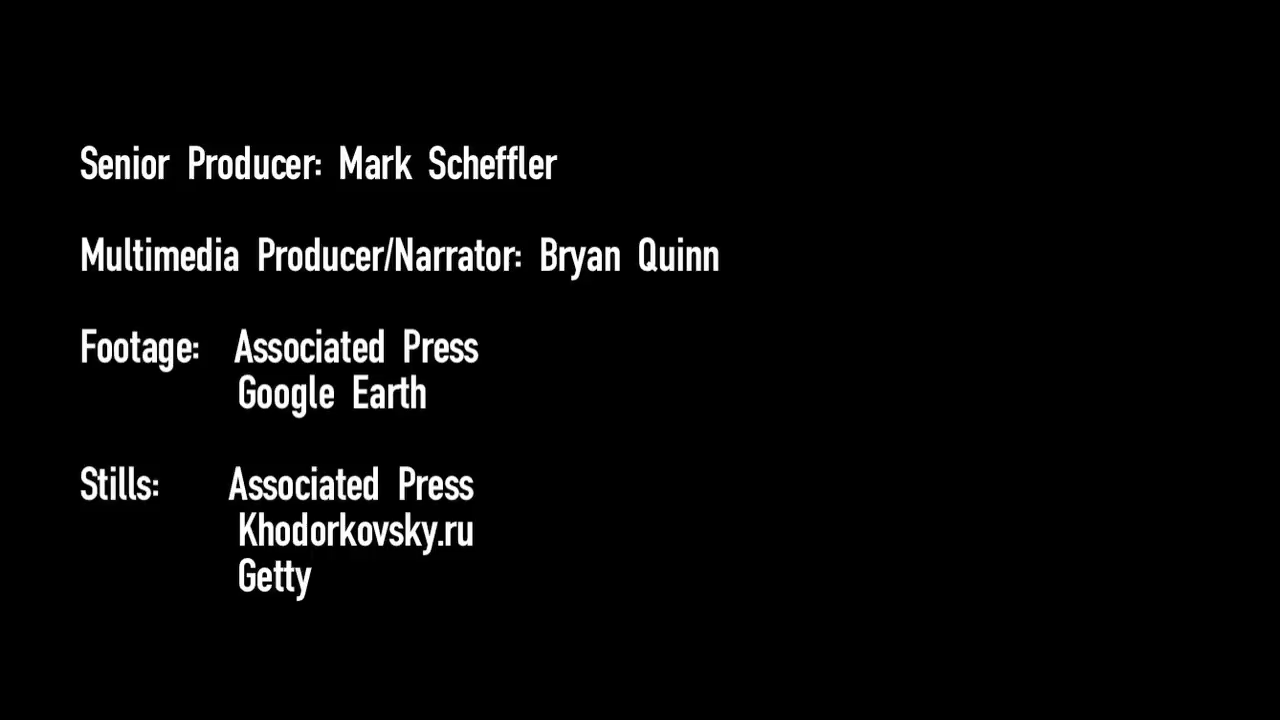 Senior Producer: Mark Scheffler
Multimedia Producer/Narrator: Bryan Quinn
Footage: Associated Press
Google Earth
Stills: Associated Press
Khodorkovsky.ru
Getty